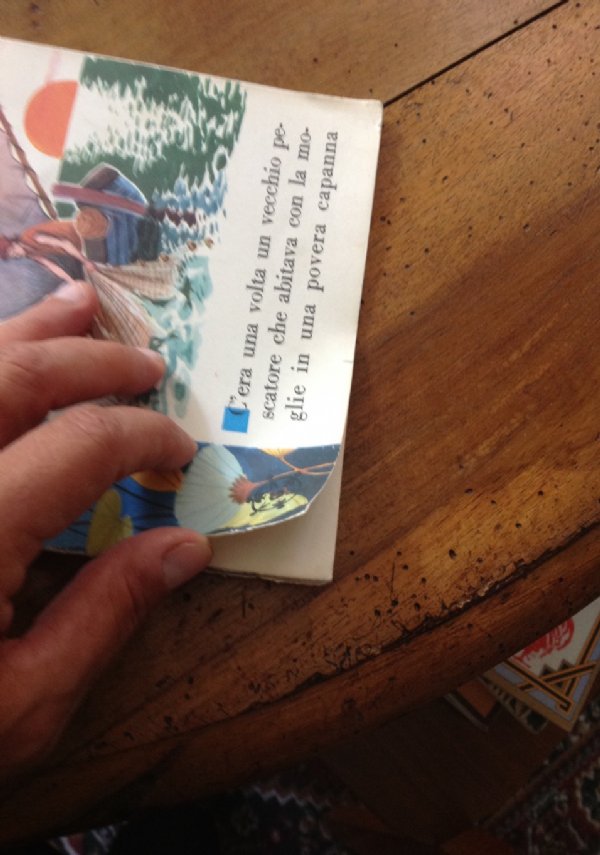 C'era una volta un vecchio pe-
scatore che abitava con la mo-
glie in una povera capanna